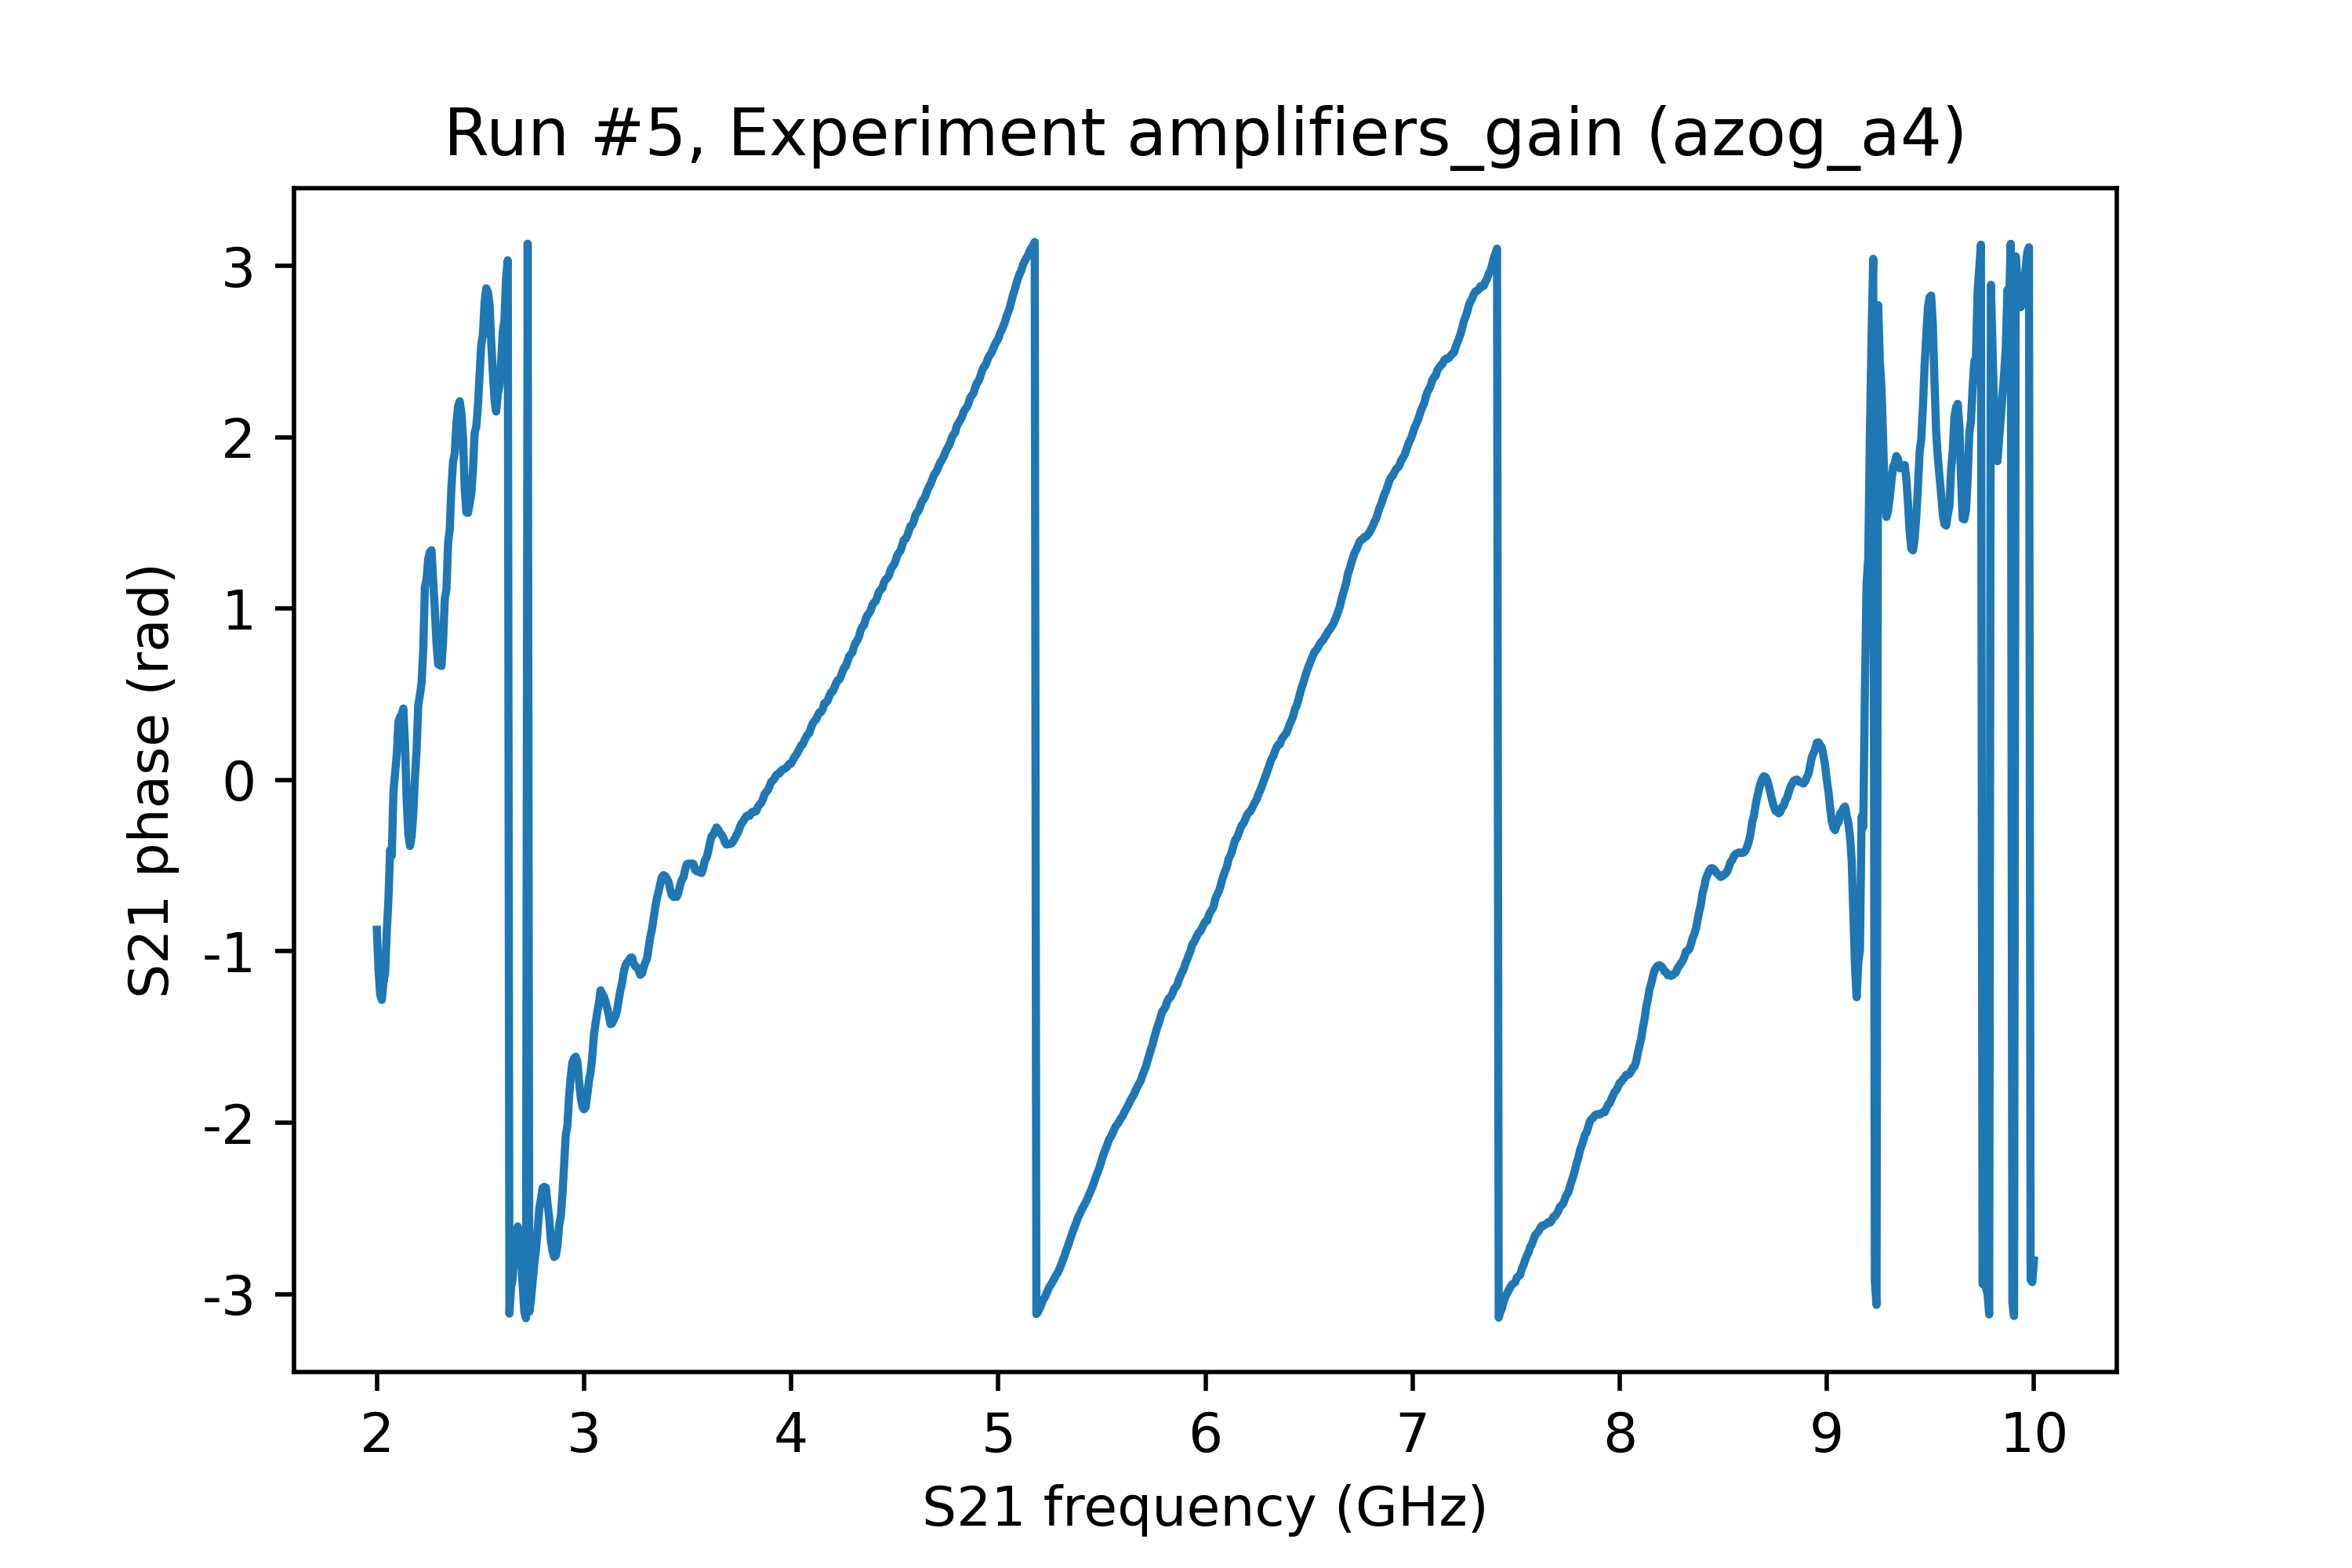 Run #5, Experiment amplifiers_gain (azog_a4)
S21 phase (rad)
3
2
1
0
-1
-2
-3
2 3 4 5 6 7 8 9 10
S21 frequency (GHz)